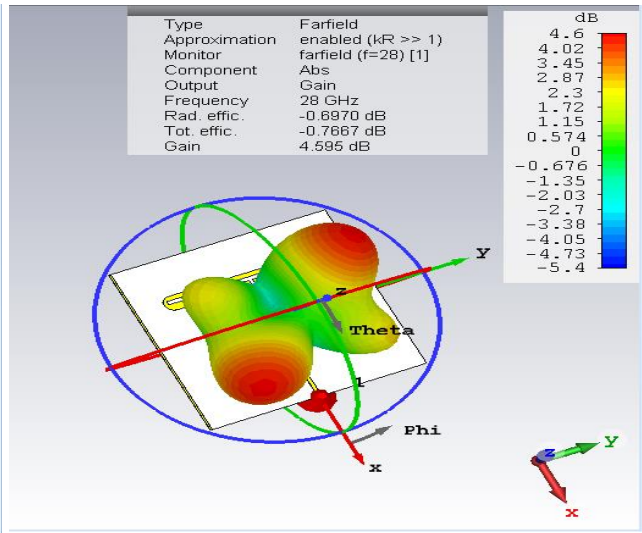 Type Farfield
Approximation enabled (kR >> 1)
Monitor farfield (f=28) [1]
Component Abs
Output Gain
Frequency 28 GHz
Rad. effic. -0.6970 dB
Tot. effic. -0.7667 dB
Gain 4.595 dB
dB
4.6
4.02
3.45
2.87
2.3
1.72
1.15
0.574
0
-0.676
-1.35
-2.03
-2.7
-3.38
-4.05
-4.73
-5.4
Y
z
Theta
1
Phi
x
Y
z
x